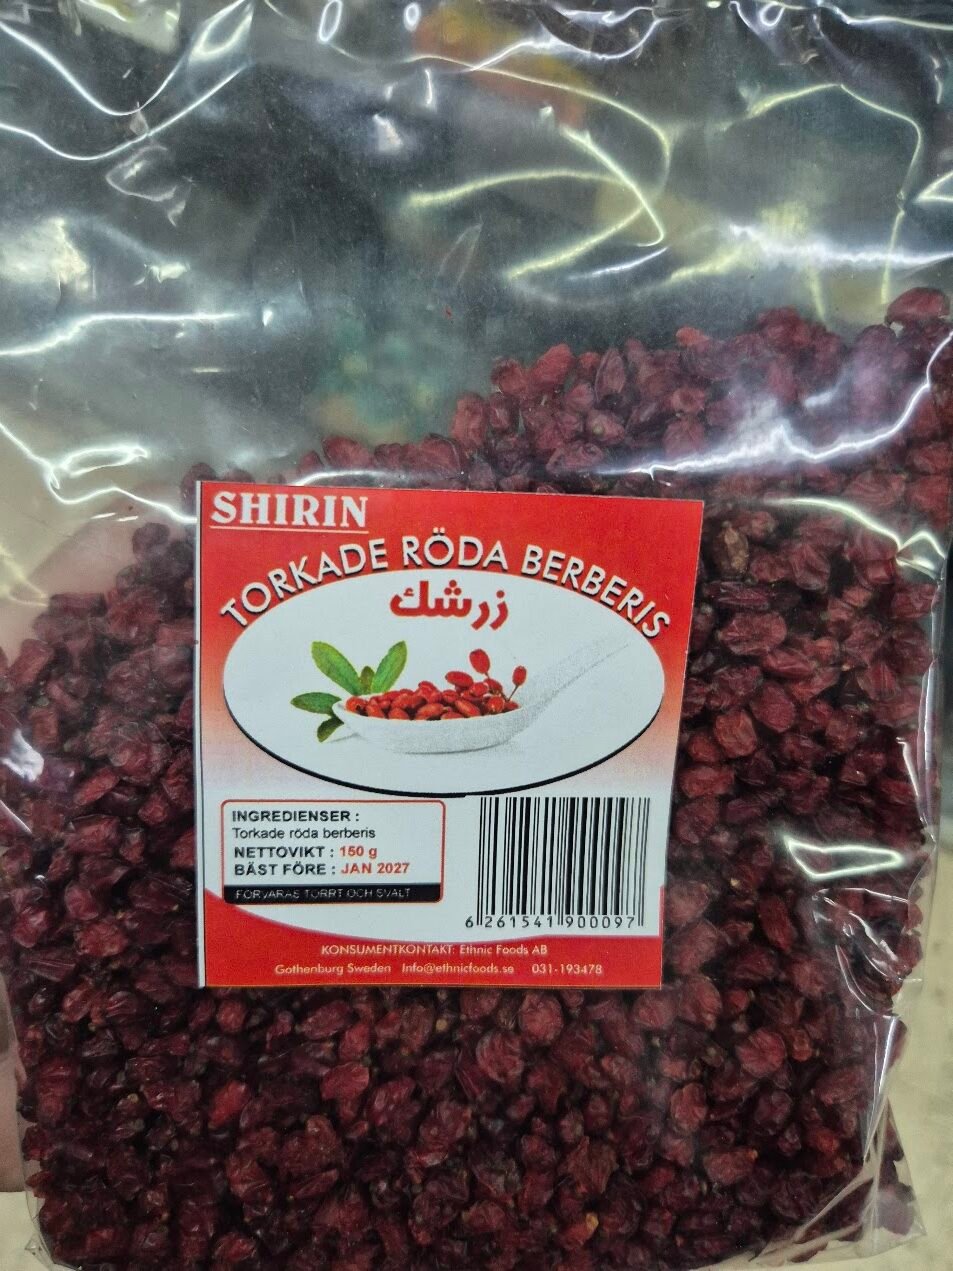 SHIRIN
TORKADE RÖDA BERBERIS
زرشك
INGREDIENSER :
Torkade röda berberis
NETTOVIKT : 150 g
BÄST FÖRE : JAN 2027
FÖRVARAS TORRT OCH SVALT
6 261541 900097
KONSUMENTKONTAKT: Ethnic Foods AB
Gothenburg Sweden Info@ethnicfoods.se 031-193478